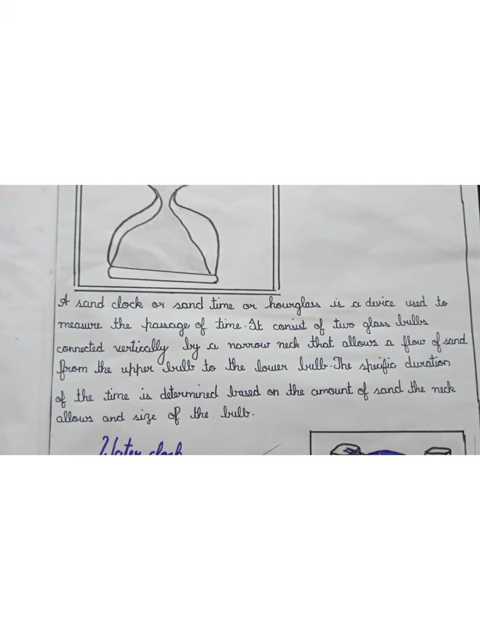 A sand clock or sand time or hourglass is a device used to
measure the passage of time. It consist of two glass bulbs
connected vertically by a narrow neck that allows a flow of sand
from the upper bulb to the lower bulb. The specific duration
of the time is determined based on the amount of sand the neck
allows and size of the bulb.
Water clock